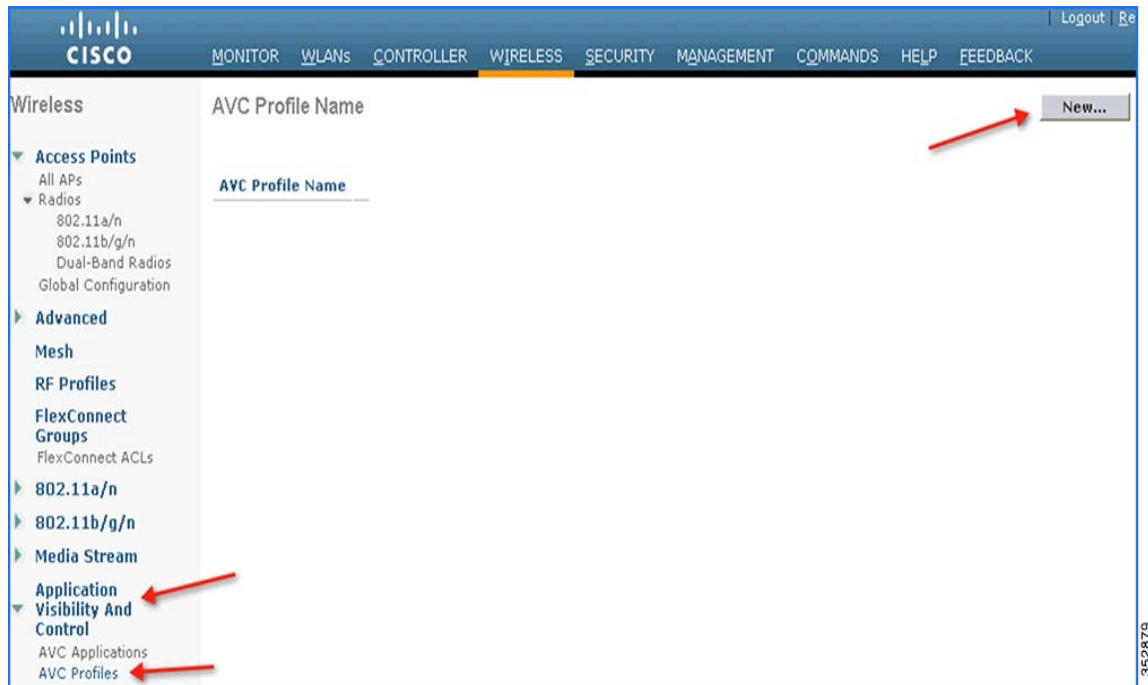 Logout | Re
CISCO
MONITOR WLANs CONTROLLER WIRELESS SECURITY MANAGEMENT COMMANDS HELP FEEDBACK
Wireless
Access Points
All APs
Radios
802.11a/n
802.11b/g/n
Dual-Band Radios
Global Configuration
Advanced
Mesh
RF Profiles
FlexConnect
Groups
FlexConnect ACLs
802.11a/n
802.11b/g/n
Media Stream
Application
Visibility And
Control
AVC Applications
AVC Profiles
AVC Profile Name
New...
AVC Profile Name
352879